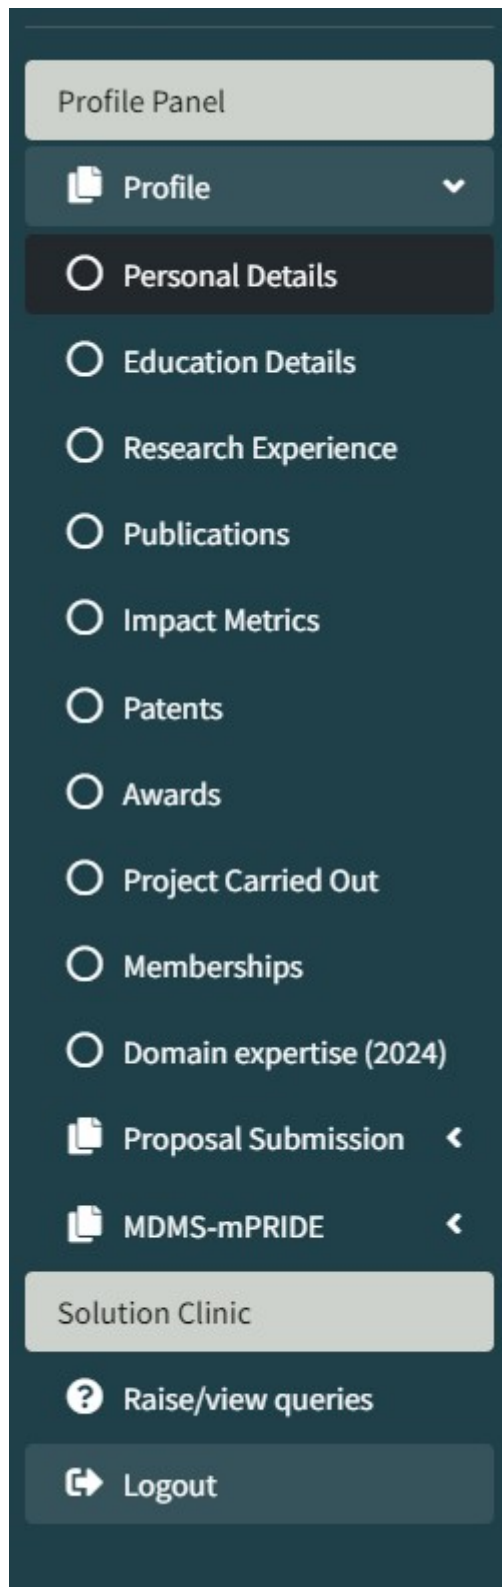 Profile Panel
Profile
Personal Details
Education Details
Research Experience
Publications
Impact Metrics
Patents
Awards
Project Carried Out
Memberships
Domain expertise (2024)
Proposal Submission
MDMS-mPRIDE
Solution Clinic
Raise/view queries
Logout